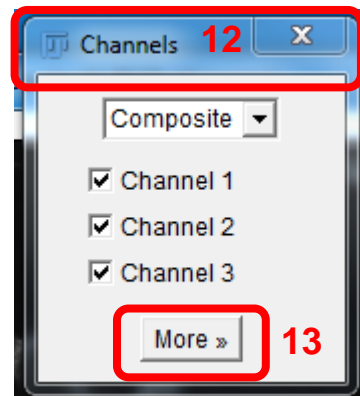 Channels 12 X
Composite
Channel 1
Channel 2
Channel 3
More » 13